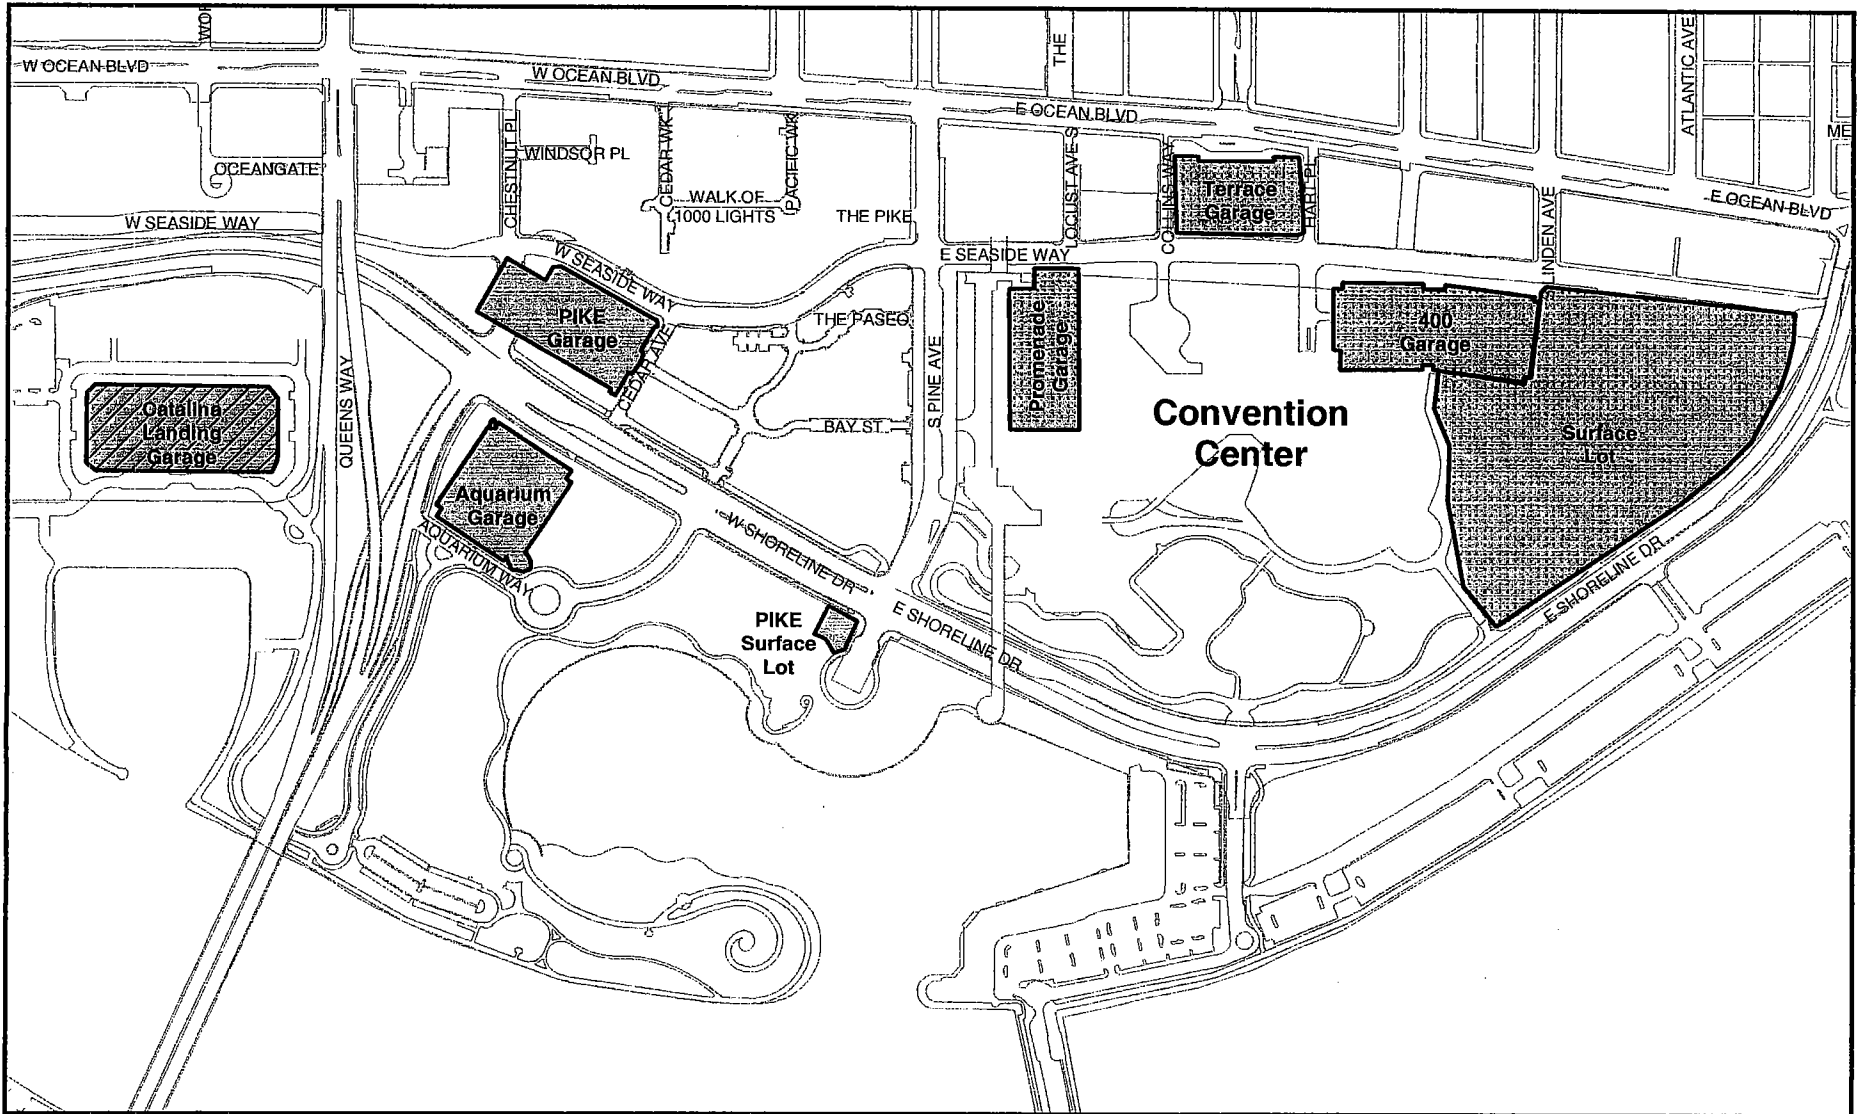 WOR
W OCEAN BLVD
W OCEAN BLVD
THE
E OCEAN BLVD
ATLANTIC AVE
ME
OCEANGATE
CHESTNUT PL
WINDSOR PL
CEDAR WK
PACIFIC WK
WALK OF
1000 LIGHTS
THE PIKE
LOCUST AVE S
COLLINS WAY
Terrace
Garage
HART PL
LINDEN AVE
E OCEAN BLVD
W SEASIDE WAY
W SEASIDE WAY
E SEASIDE WAY
PIKE
Garage
CEDAR AVE
THE PASEO
S PINE AVE
Promenade
Garage
400
Garage
QUEENS WAY
Catalina
Landing
Garage
BAY ST
Convention
Center
Surface
Lot
Aquarium
Garage
AQUARIUM WAY
W SHORELINE DR
E SHORELINE DR
E SHORELINE DR
PIKE
Surface
Lot